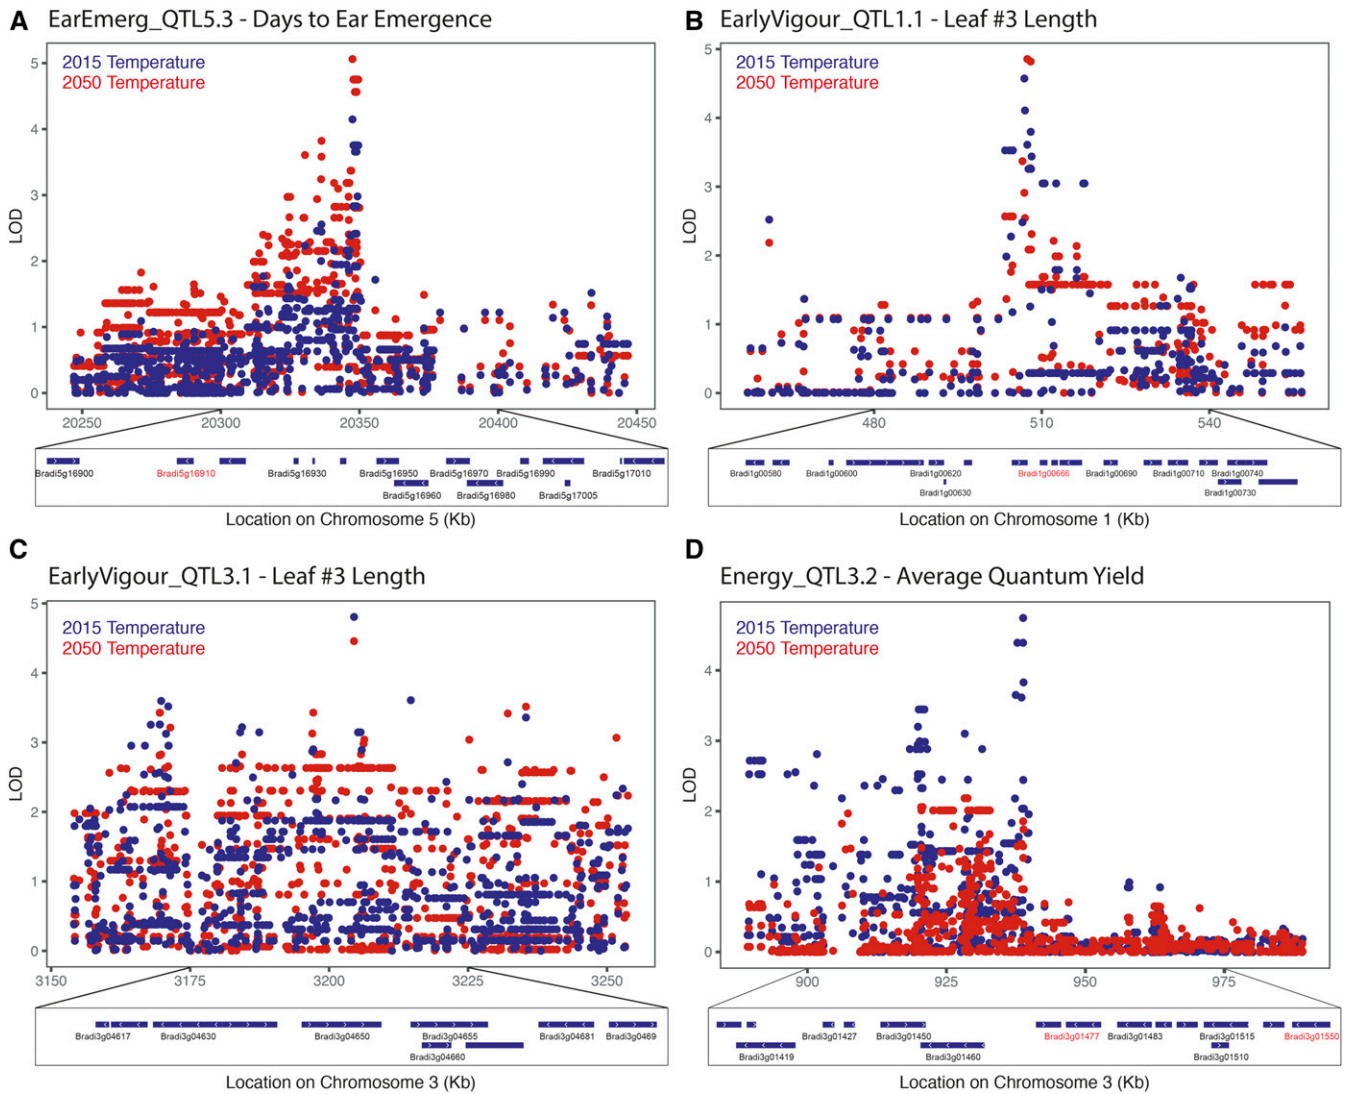 A EarEmerg_QTL5.3 - Days to Ear Emergence
2015 Temperature
2050 Temperature
LOD
5
4
3
2
1
0
20250 20300 20350 20400 20450
Bradi5g16900 Bradi5g16910 Bradi5g16930 Bradi5g16950 Bradi5g16970 Bradi5g16990 Bradi5g17010
Bradi5g16960 Bradi5g16980 Bradi5g17005
Location on Chromosome 5 (Kb)
B EarlyVigour_QTL1.1 - Leaf #3 Length
2015 Temperature
2050 Temperature
LOD
5
4
3
2
1
0
480 510 540
Bradi1g00580 Bradi1g00600 Bradi1g00620 Bradi1g00666 Bradi1g00690 Bradi1g00710 Bradi1g00740
Bradi1g00630 Bradi1g00730
Location on Chromosome 1 (Kb)
C EarlyVigour_QTL3.1 - Leaf #3 Length
2015 Temperature
2050 Temperature
LOD
5
4
3
2
1
0
3150 3175 3200 3225 3250
Bradi3g04617 Bradi3g04630 Bradi3g04650 Bradi3g04655 Bradi3g04681 Bradi3g0469
Bradi3g04660
Location on Chromosome 3 (Kb)
D Energy_QTL3.2 - Average Quantum Yield
2015 Temperature
2050 Temperature
LOD
4
3
2
1
0
900 925 950 975
Bradi3g01427 Bradi3g01450 Bradi3g01477 Bradi3g01483 Bradi3g01515 Bradi3g01550
Bradi3g01419 Bradi3g01460 Bradi3g01510
Location on Chromosome 3 (Kb)